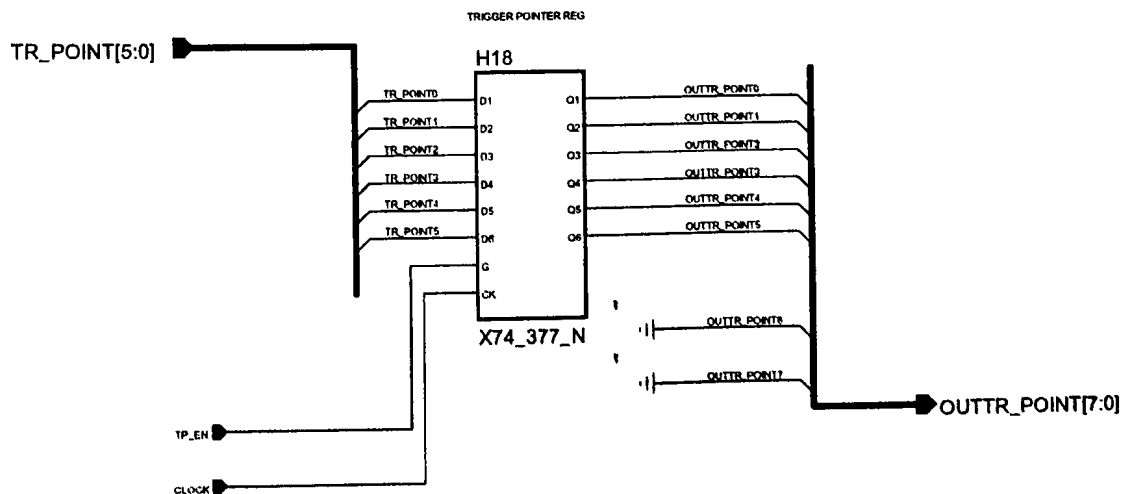 TRIGGER POINTER REG
TR_POINT[5:0]
H18
TR_POINT0
D1
Q1
OUTTR_POINT0
TR_POINT1
D2
Q2
OUTTR_POINT1
TR_POINT2
D3
Q3
OUTTR_POINT2
TR_POINT3
D4
Q4
OUTTR_POINT3
TR_POINT4
D5
Q5
OUTTR_POINT4
TR_POINT5
D6
Q6
OUTTR_POINT5
G
CK
X74_377_N
OUTTR_POINT6
OUTTR_POINT7
OUTTR_POINT[7:0]
TP_EN
CLOCK